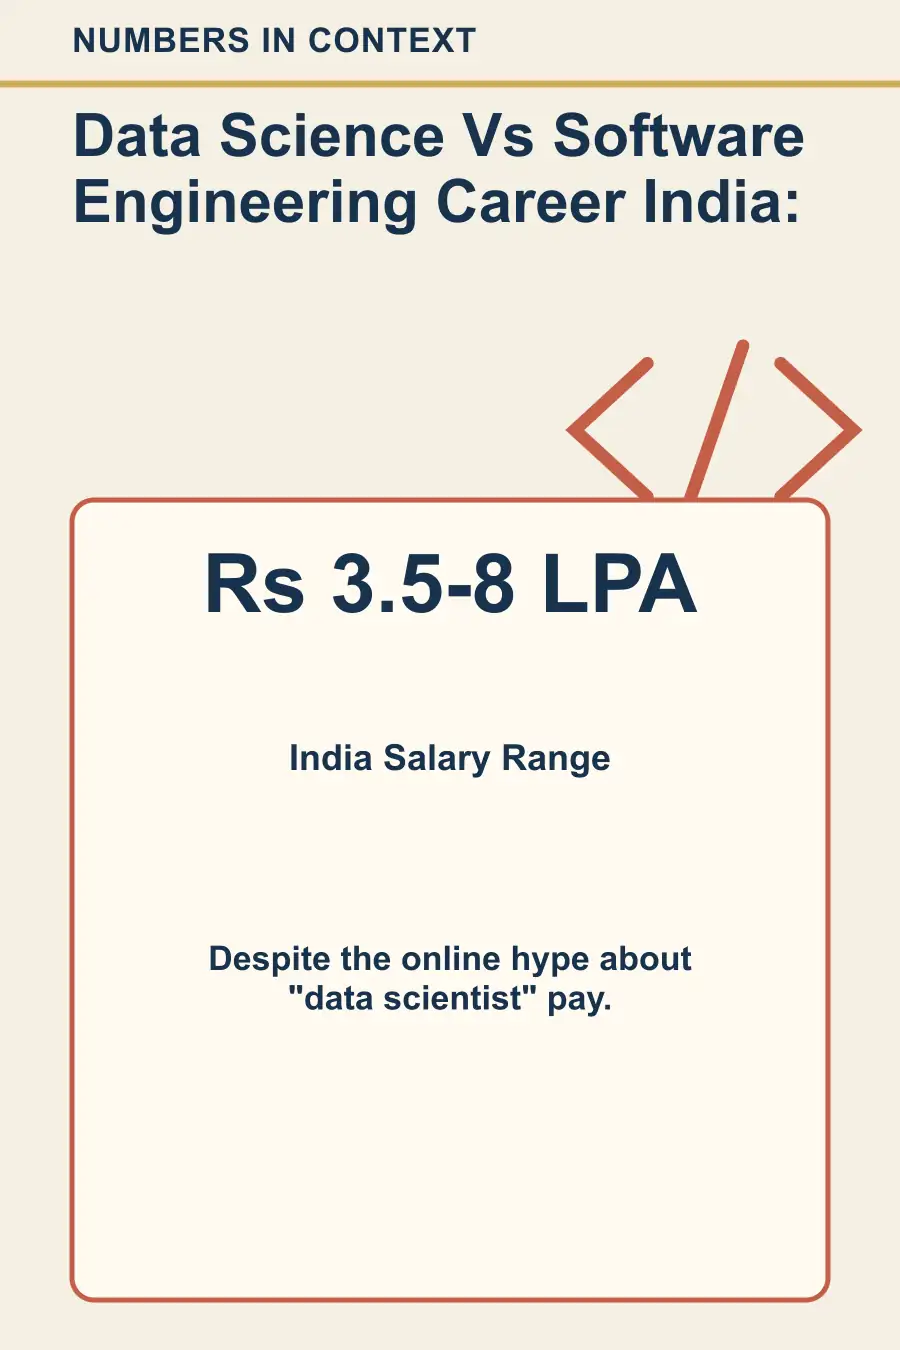 NUMBERS IN CONTEXT
Data Science Vs Software
Engineering Career India:
Rs 3.5-8 LPA
India Salary Range
Despite the online hype about
"data scientist" pay.